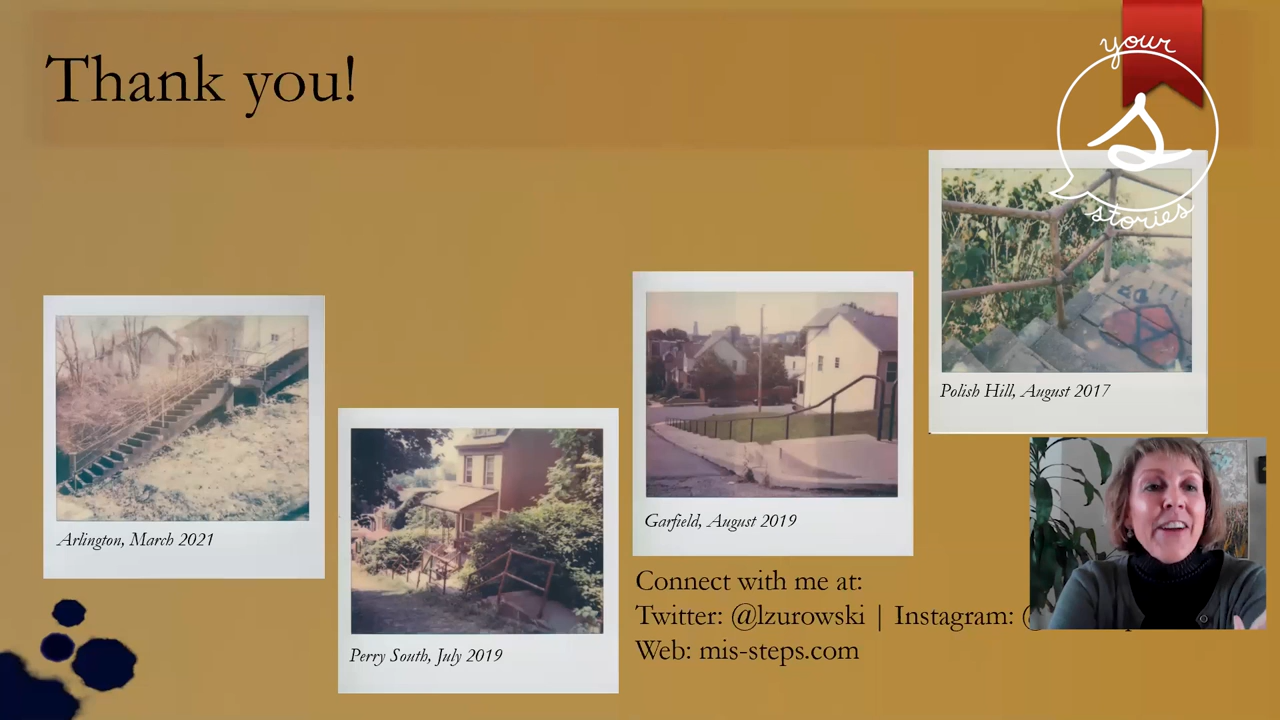 Thank you!
your
stories
Polish Hill, August 2017
Garfield, August 2019
Arlington, March 2021
Perry South, July 2019
Connect with me at:
Twitter: @lzurowski | Instagram:
Web: mis-steps.com